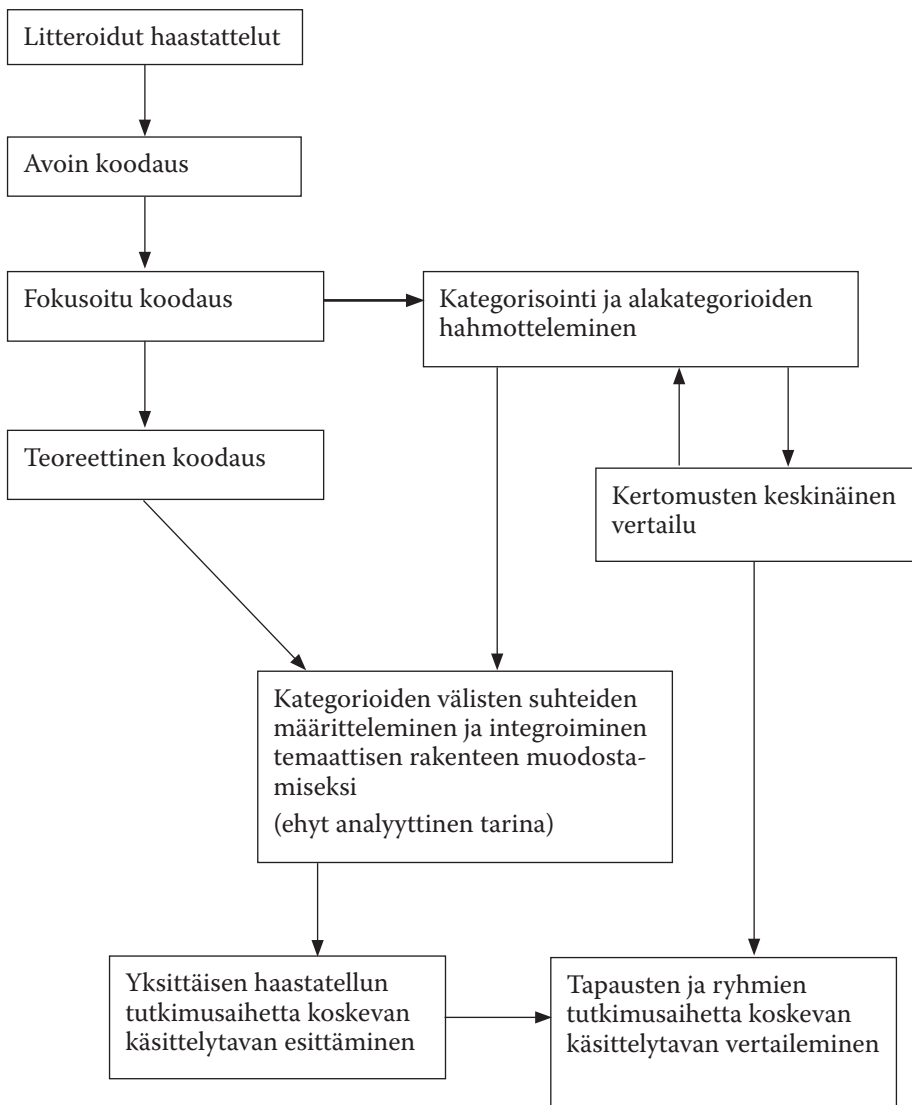 Litteroidut haastattelut
Avoin koodaus
Fokusoitu koodaus
Kategorisointi ja alakategorioiden
hahmotteleminen
Teoreettinen koodaus
Kertomusten keskinäinen
vertailu
Kategorioiden välisten suhteiden
määritteleminen ja integroiminen
temaattisen rakenteen muodosta-
miseksi
(ehyt analyyttinen tarina)
Yksittäisen haastatellun
tutkimusaihetta koskevan
käsittelytavan esittäminen
Tapausten ja ryhmien
tutkimusaihetta koskevan
käsittelytavan vertaileminen